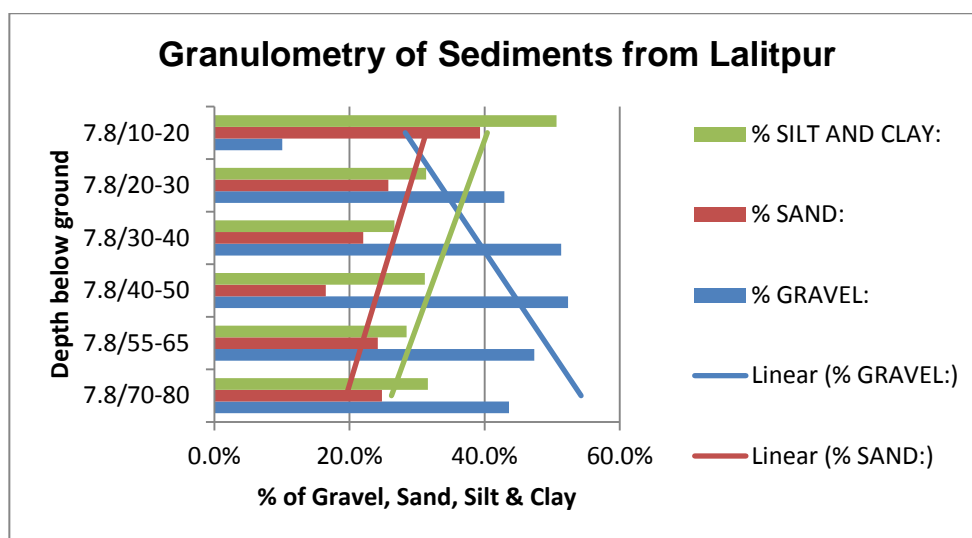 Granulometry of Sediments from Lalitpur
Depth below ground
7.8/10-20
7.8/20-30
7.8/30-40
7.8/40-50
7.8/55-65
7.8/70-80
0.0%
20.0%
40.0%
60.0%
% of Gravel, Sand, Silt & Clay
% SILT AND CLAY:
% SAND:
% GRAVEL:
Linear (% GRAVEL:)
Linear (% SAND:)